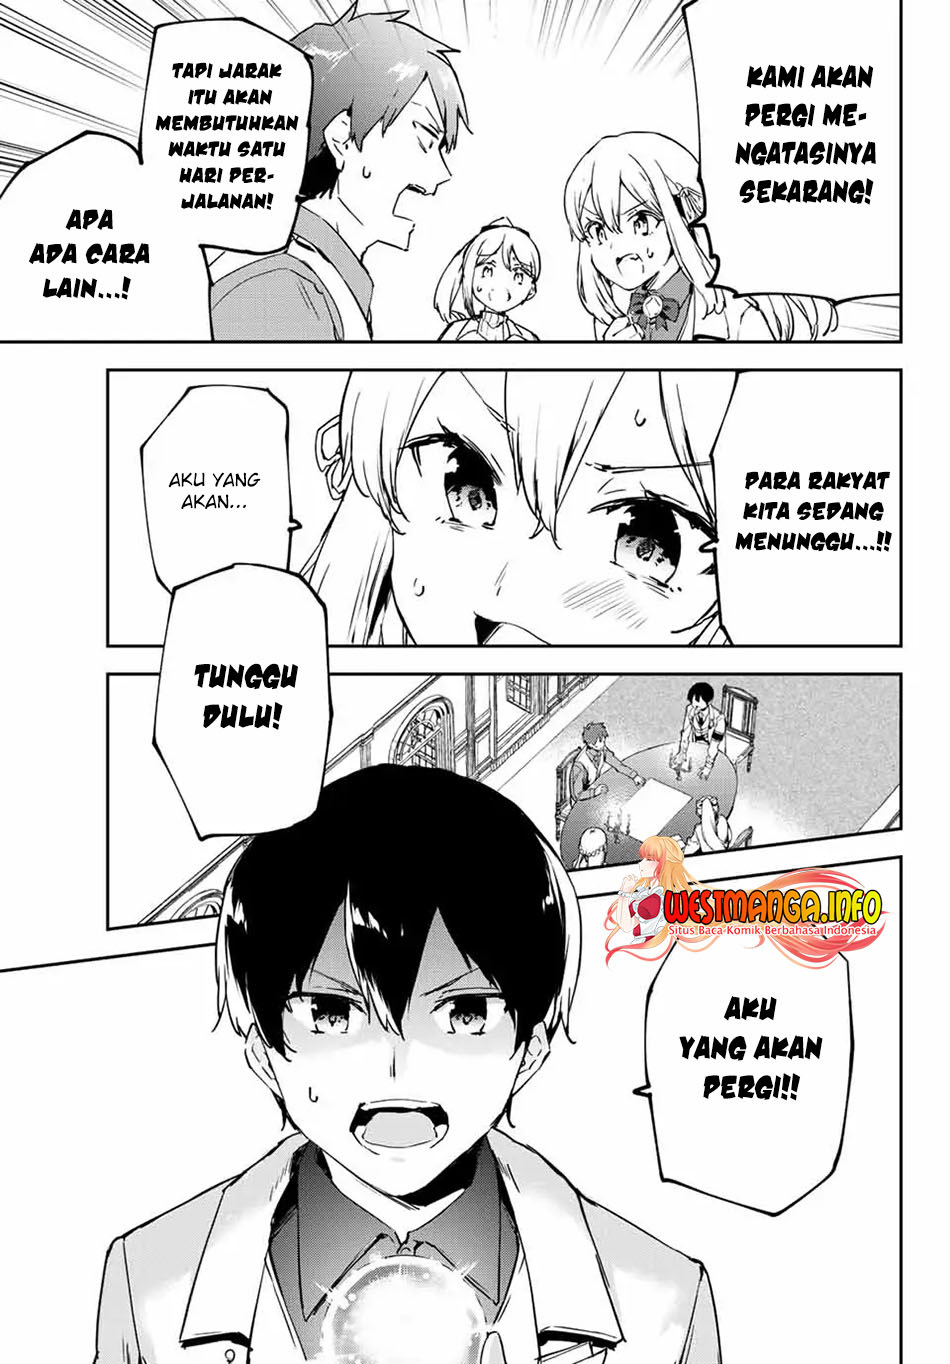 KAMI AKAN
PERGI ME-
NGATASINYA
SEKARANG!
TAPI JARAK
ITU AKAN
MEMBUTUHKAN
WAKTU SATU
HARI PER-
JALANAN!
APA
ADA CARA
LAIN...!
PARA RAKYAT
KITA SEDANG
MENUNGGU...!!
AKU YANG
AKAN...
TUNGGU
DULU!
WESTMANGA.INFO
Situs Baca Komik Berbahasa Indonesia
AKU
YANG AKAN
PERGI!!